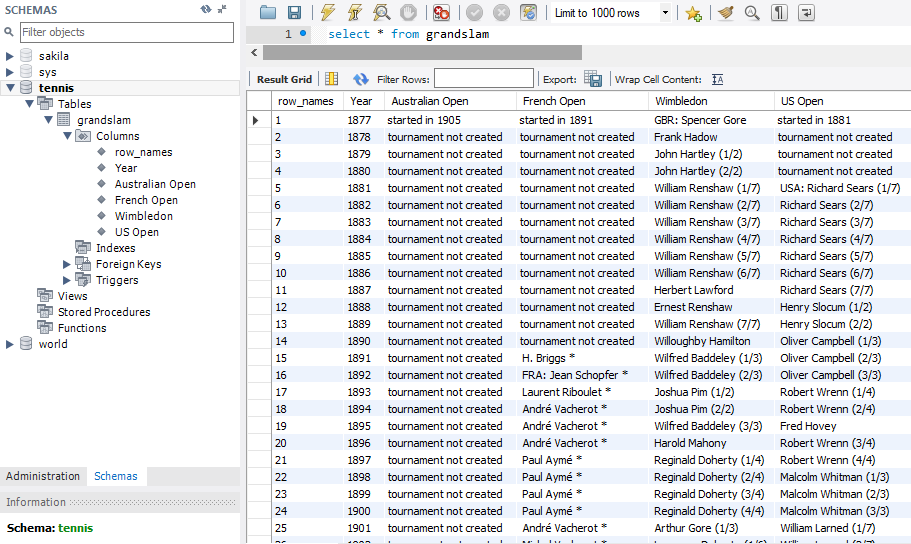 SCHEMAS
Filter objects
sakila
sys
tennis
Tables
grandslam
Columns
row_names
Year
Australian Open
French Open
Wimbledon
US Open
Indexes
Foreign Keys
Triggers
Views
Stored Procedures
Functions
world
Administration Schemas
Information
Schema: tennis
Limit to 1000 rows
1 select * from grandslam
Result Grid Filter Rows: Export: Wrap Cell Content:
row_names Year Australian Open French Open Wimbledon US Open
1 1877 started in 1905 started in 1891 GBR: Spencer Gore started in 1881
2 1878 tournament not created tournament not created Frank Hadow tournament not created
3 1879 tournament not created tournament not created John Hartley (1/2) tournament not created
4 1880 tournament not created tournament not created John Hartley (2/2) tournament not created
5 1881 tournament not created tournament not created William Renshaw (1/7) USA: Richard Sears (1/7)
6 1882 tournament not created tournament not created William Renshaw (2/7) Richard Sears (2/7)
7 1883 tournament not created tournament not created William Renshaw (3/7) Richard Sears (3/7)
8 1884 tournament not created tournament not created William Renshaw (4/7) Richard Sears (4/7)
9 1885 tournament not created tournament not created William Renshaw (5/7) Richard Sears (5/7)
10 1886 tournament not created tournament not created William Renshaw (6/7) Richard Sears (6/7)
11 1887 tournament not created tournament not created Herbert Lawford Richard Sears (7/7)
12 1888 tournament not created tournament not created Ernest Renshaw Henry Slocum (1/2)
13 1889 tournament not created tournament not created William Renshaw (7/7) Henry Slocum (2/2)
14 1890 tournament not created tournament not created Willoughby Hamilton Oliver Campbell (1/3)
15 1891 tournament not created H. Briggs * Wilfred Baddeley (1/3) Oliver Campbell (2/3)
16 1892 tournament not created FRA: Jean Schopfer * Wilfred Baddeley (2/3) Oliver Campbell (3/3)
17 1893 tournament not created Laurent Riboulet * Joshua Pim (1/2) Robert Wrenn (1/4)
18 1894 tournament not created André Vacherot * Joshua Pim (2/2) Robert Wrenn (2/4)
19 1895 tournament not created André Vacherot * Wilfred Baddeley (3/3) Fred Hovey
20 1896 tournament not created André Vacherot * Harold Mahony Robert Wrenn (3/4)
21 1897 tournament not created Paul Aymé * Reginald Doherty (1/4) Robert Wrenn (4/4)
22 1898 tournament not created Paul Aymé * Reginald Doherty (2/4) Malcolm Whitman (1/3)
23 1899 tournament not created Paul Aymé * Reginald Doherty (3/4) Malcolm Whitman (2/3)
24 1900 tournament not created Paul Aymé * Reginald Doherty (4/4) Malcolm Whitman (3/3)
25 1901 tournament not created André Vacherot * Arthur Gore (1/3) William Larned (1/7)